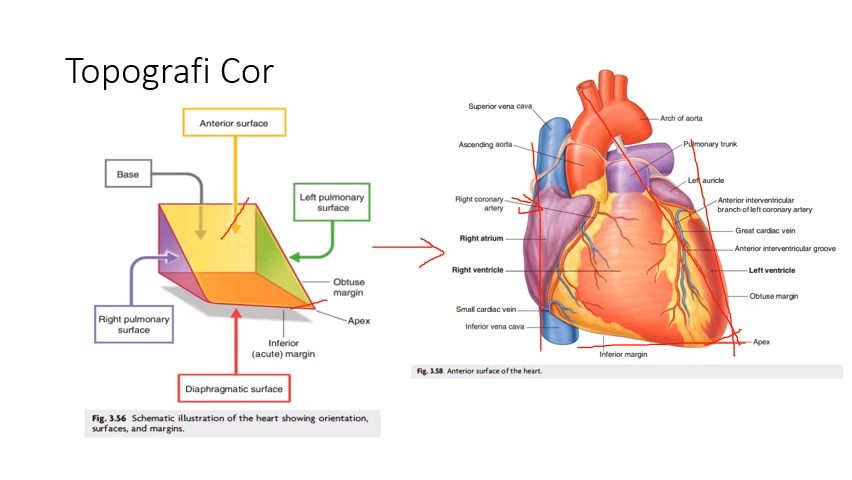 Topografi Cor
Anterior surface
Base
Left pulmonary
surface
Obtuse
margin
Apex
Right pulmonary
surface
Inferior
(acute) margin
Diaphragmatic surface
Fig. 3.56 Schematic illustration of the heart showing orientation,
surfaces, and margins.
Superior vena cava
Arch of aorta
Ascending aorta
Pulmonary trunk
Left auricle
Right coronary
artery
Anterior interventricular
branch of left coronary artery
Great cardiac vein
Right atrium
Anterior interventricular groove
Right ventricle
Left ventricle
Obtuse margin
Small cardiac vein
Inferior vena cava
Apex
Inferior margin
Fig. 3.58 Anterior surface of the heart.